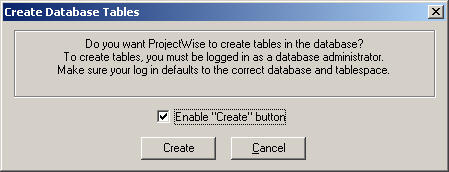 Create Database Tables
Do you want ProjectWise to create tables in the database?
To create tables, you must be logged in as a database administrator.
Make sure your log in defaults to the correct database and tablespace.
Enable "Create" button
Create
Cancel